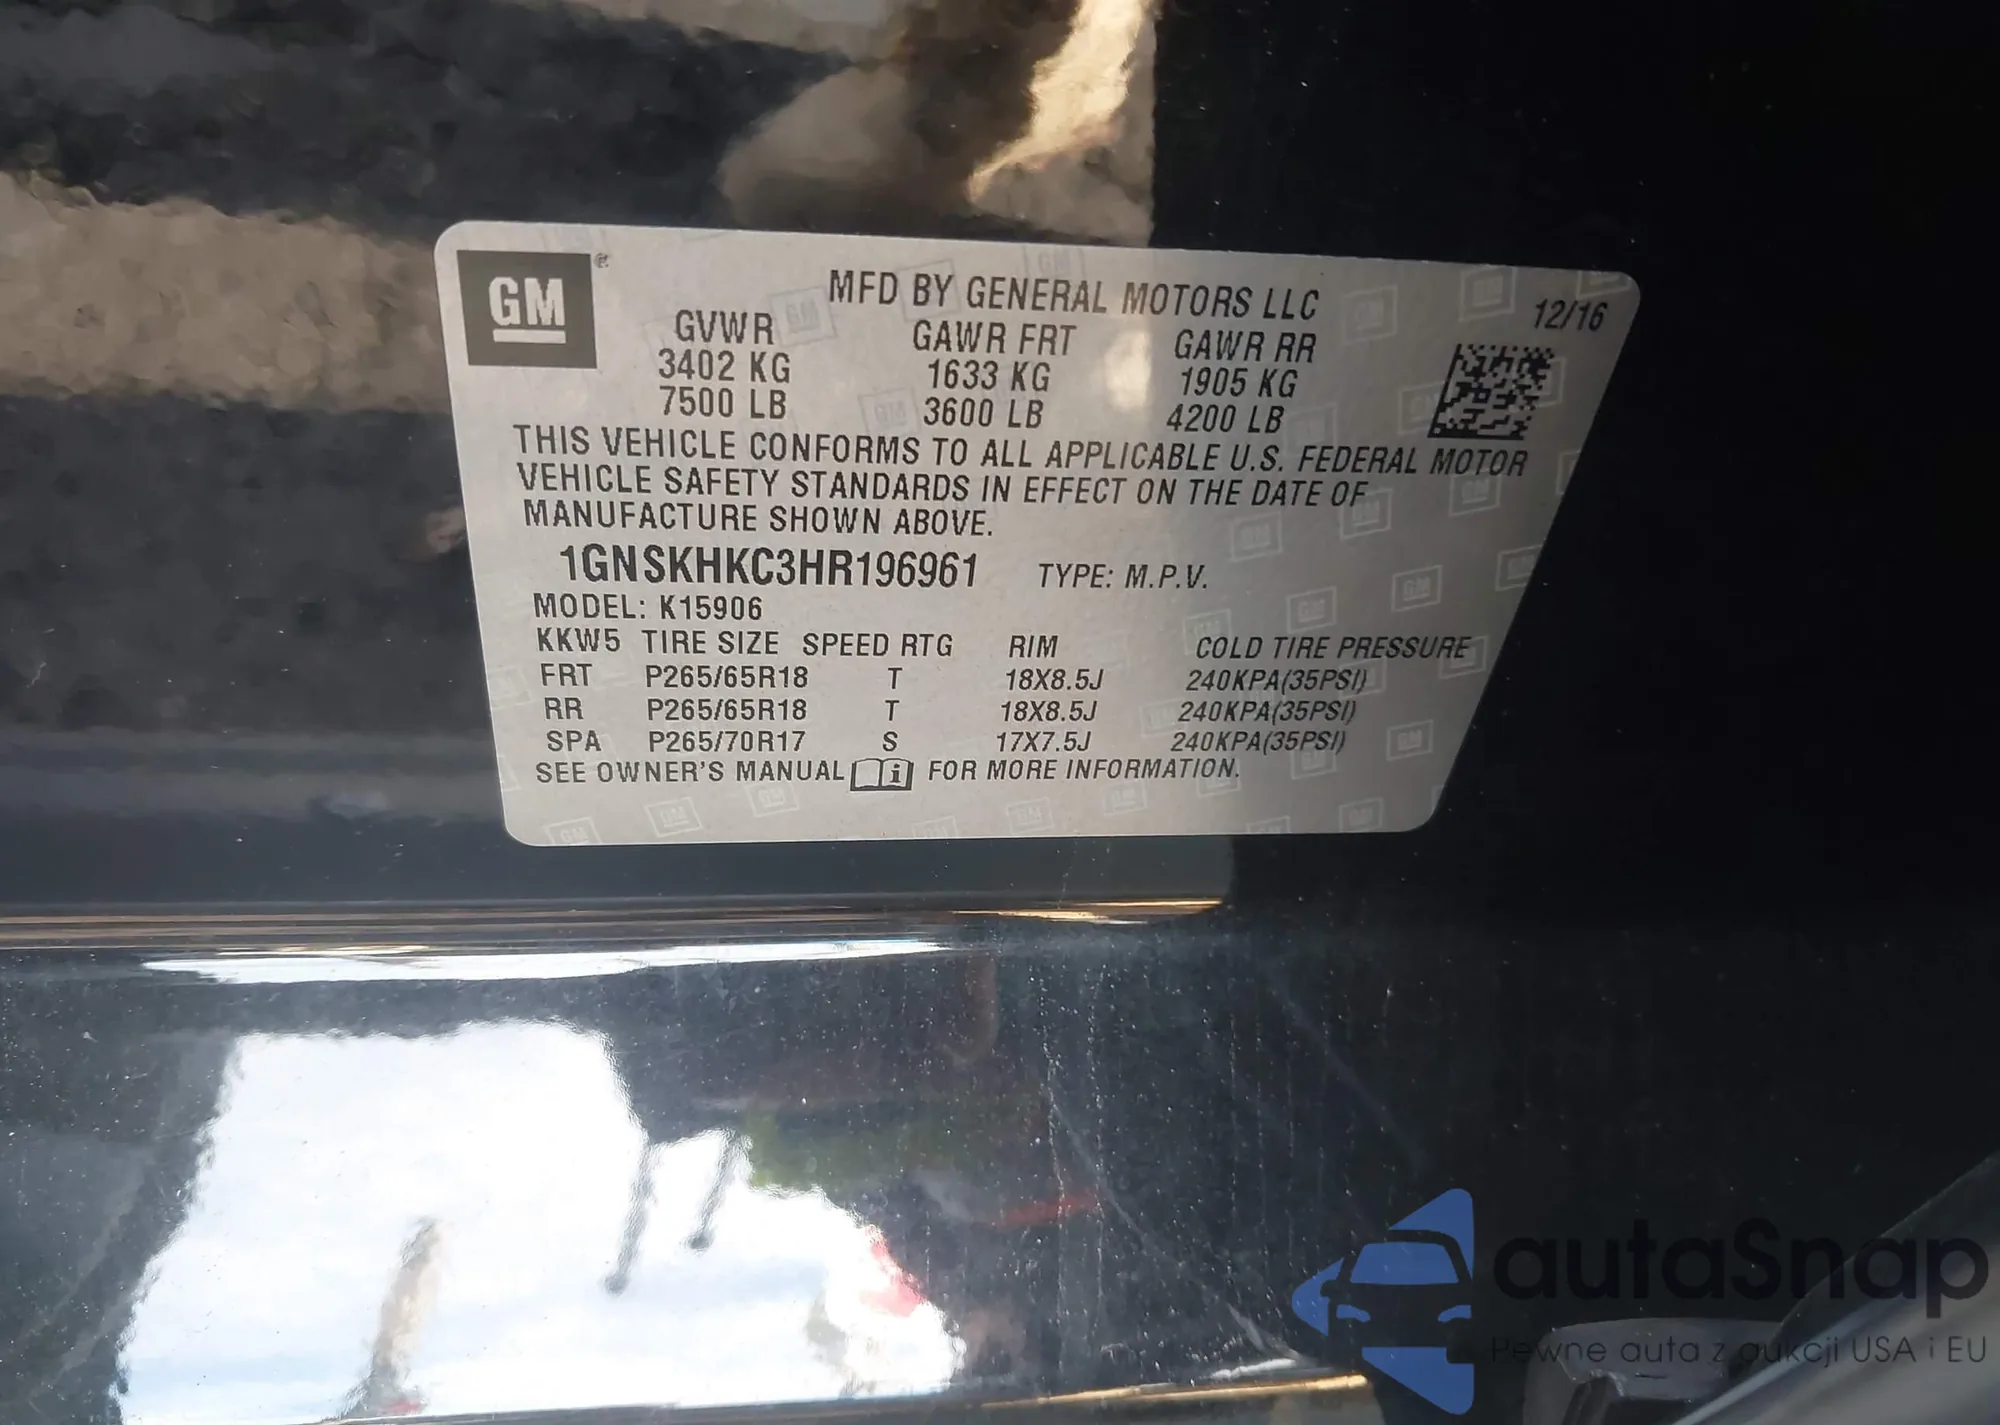 GM
MFD BY GENERAL MOTORS LLC 12/16
GVWR GAWR FRT GAWR RR
3402 KG 1633 KG 1905 KG
7500 LB 3600 LB 4200 LB
THIS VEHICLE CONFORMS TO ALL APPLICABLE U.S. FEDERAL MOTOR
VEHICLE SAFETY STANDARDS IN EFFECT ON THE DATE OF
MANUFACTURE SHOWN ABOVE.
1GNSKHKC3HR196961 TYPE: M.P.V.
MODEL: K15906
KKW5 TIRE SIZE SPEED RTG RIM COLD TIRE PRESSURE
FRT P265/65R18 T 18X8.5J 240KPA(35PSI)
RR P265/65R18 T 18X8.5J 240KPA(35PSI)
SPA P265/70R17 S 17X7.5J 240KPA(35PSI)
SEE OWNER'S MANUAL i FOR MORE INFORMATION.
autaSnap
Pewne auta z aukcji USA i EU